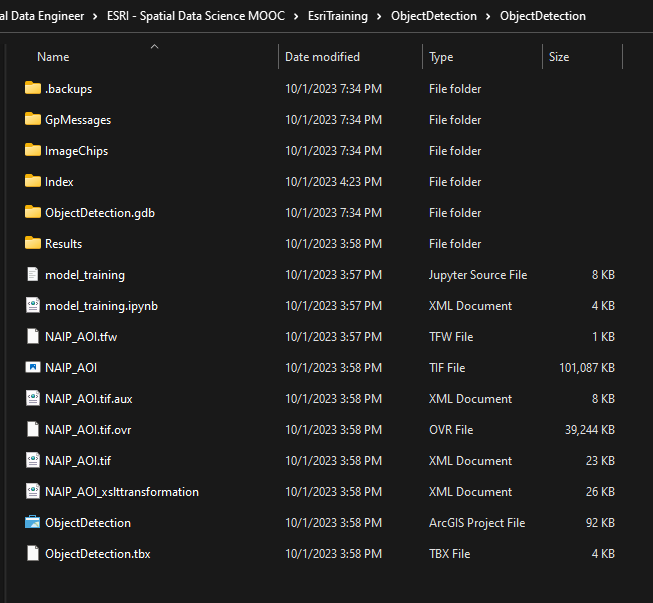 al Data Engineer > ESRI - Spatial Data Science MOOC > EsriTraining > ObjectDetection > ObjectDetection
Name Date modified Type Size
.backups 10/1/2023 7:34 PM File folder
GpMessages 10/1/2023 7:34 PM File folder
ImageChips 10/1/2023 7:34 PM File folder
Index 10/1/2023 4:23 PM File folder
ObjectDetection.gdb 10/1/2023 7:34 PM File folder
Results 10/1/2023 3:58 PM File folder
model_training 10/1/2023 3:57 PM Jupyter Source File 8 KB
model_training.ipynb 10/1/2023 3:57 PM XML Document 4 KB
NAIP_AOI.tfw 10/1/2023 3:57 PM TFW File 1 KB
NAIP_AOI 10/1/2023 3:58 PM TIF File 101,087 KB
NAIP_AOI.tif.aux 10/1/2023 3:58 PM XML Document 8 KB
NAIP_AOI.tif.ovr 10/1/2023 3:58 PM OVR File 39,244 KB
NAIP_AOI.tif 10/1/2023 3:58 PM XML Document 23 KB
NAIP_AOI_xslttransformation 10/1/2023 3:58 PM XML Document 26 KB
ObjectDetection 10/1/2023 3:58 PM ArcGIS Project File 92 KB
ObjectDetection.tbx 10/1/2023 3:58 PM TBX File 4 KB